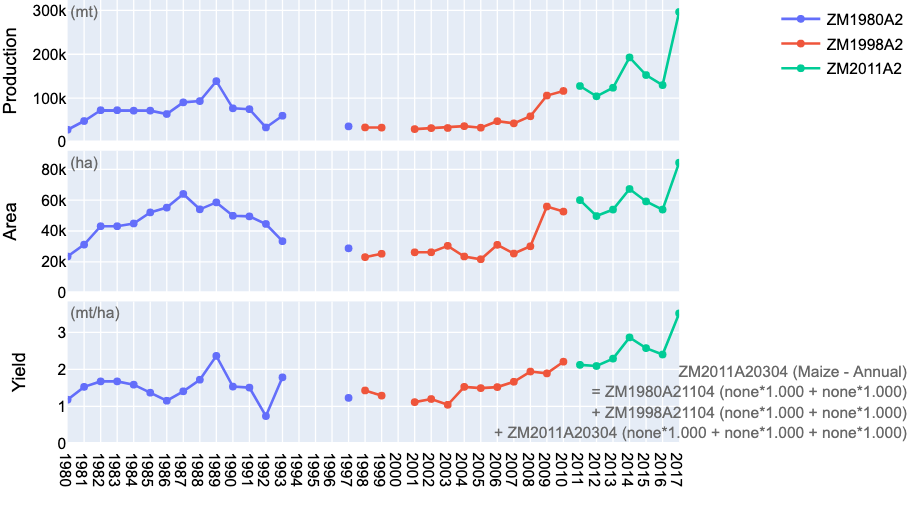 300k
(mt)
200k
100k
0
Production
ZM1980A2
ZM1998A2
ZM2011A2
80k
(ha)
60k
40k
20k
0
Area
(mt/ha)
3
2
1
0
Yield
ZM2011A20304 (Maize - Annual)
= ZM1980A21104 (none*1.000 + none*1.000)
+ ZM1998A21104 (none*1.000 + none*1.000)
+ ZM2011A20304 (none*1.000 + none*1.000 + none*1.000)
1980
1981
1982
1983
1984
1985
1986
1987
1988
1989
1990
1991
1992
1993
1994
1995
1996
1997
1998
1999
2000
2001
2002
2003
2004
2005
2006
2007
2008
2009
2010
2011
2012
2013
2014
2015
2016
2017